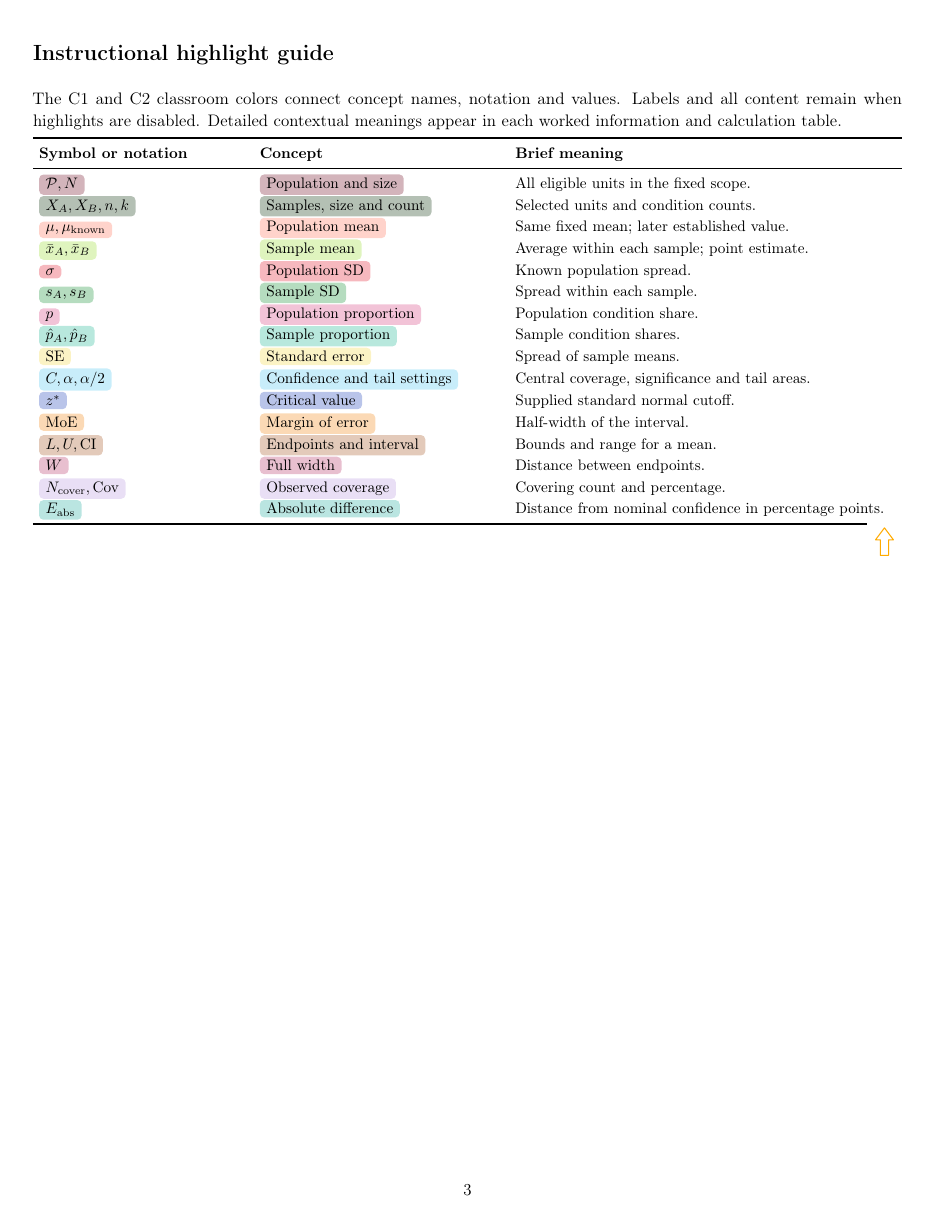 Instructional highlight guide
The C1 and C2 classroom colors connect concept names, notation and values. Labels and all content remain when
highlights are disabled. Detailed contextual meanings appear in each worked information and calculation table.
Symbol or notation Concept Brief meaning
𝒫, N Population and size All eligible units in the fixed scope.
X_A, X_B, n, k Samples, size and count Selected units and condition counts.
μ, μ_known Population mean Same fixed mean; later established value.
x̄_A, x̄_B Sample mean Average within each sample; point estimate.
σ Population SD Known population spread.
s_A, s_B Sample SD Spread within each sample.
p Population proportion Population condition share.
p̂_A, p̂_B Sample proportion Sample condition shares.
SE Standard error Spread of sample means.
C, α, α/2 Confidence and tail settings Central coverage, significance and tail areas.
z* Critical value Supplied standard normal cutoff.
MoE Margin of error Half-width of the interval.
L, U, CI Endpoints and interval Bounds and range for a mean.
W Full width Distance between endpoints.
N_cover, Cov Observed coverage Covering count and percentage.
E_abs Absolute difference Distance from nominal confidence in percentage points.
3